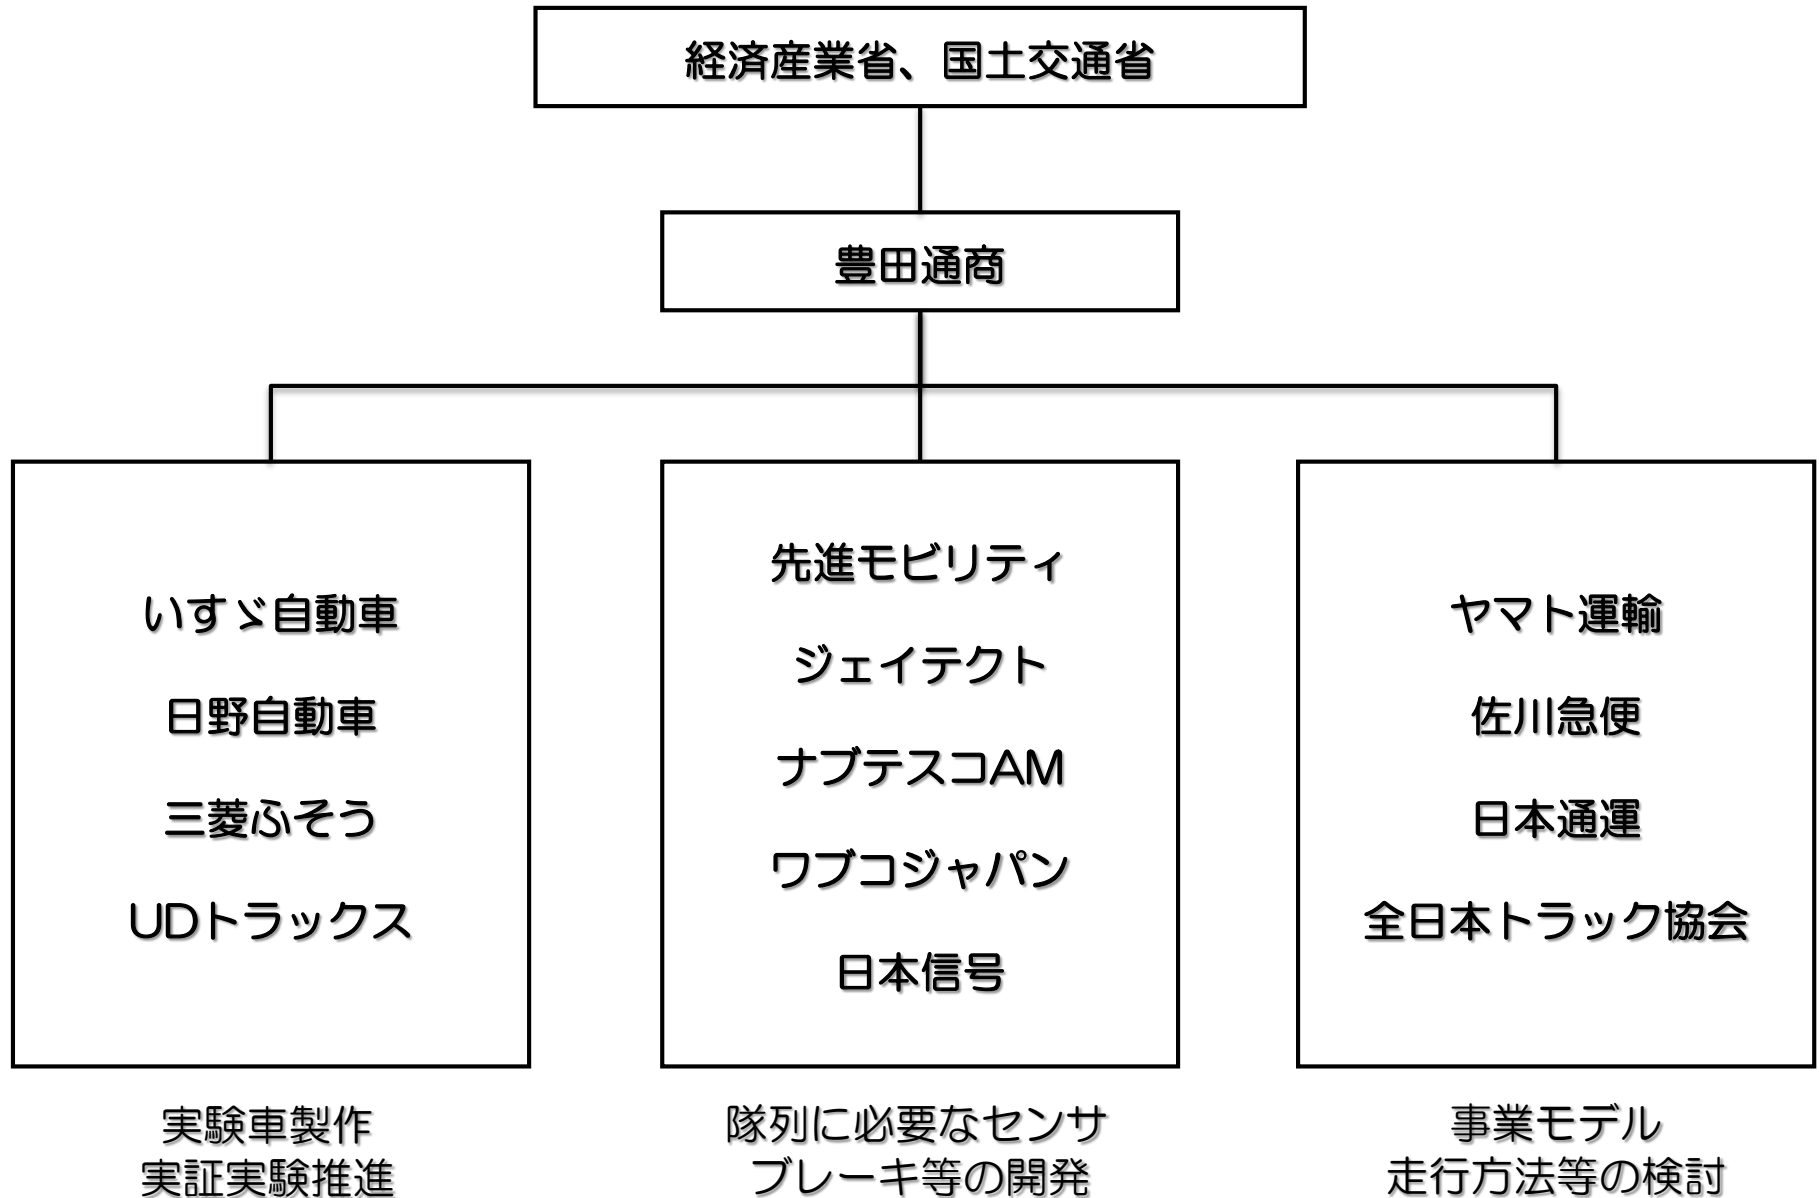 経済産業省、国土交通省
豊田通商
いすゞ自動車
日野自動車
三菱ふそう
UDトラックス
実験車製作
実証実験推進
先進モビリティ
ジェイテクト
ナブテスコAM
ワブコジャパン
日本信号
隊列に必要なセンサ
ブレーキ等の開発
ヤマト運輸
佐川急便
日本通運
全日本トラック協会
事業モデル
走行方法等の検討